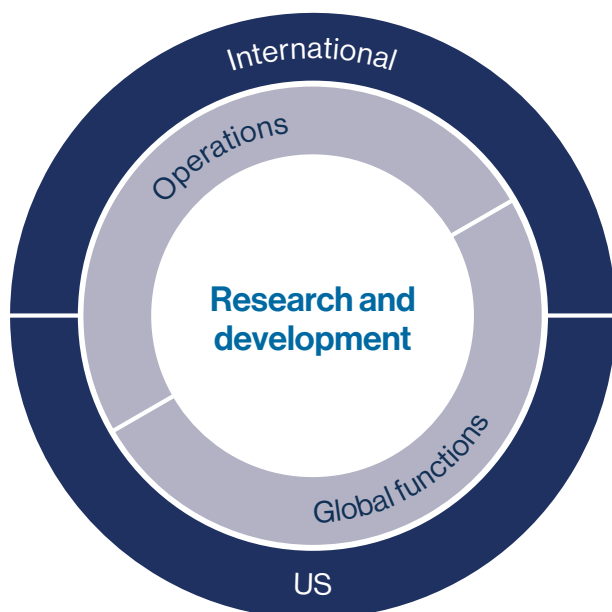 International
Operations
Research and
development
Global functions
US